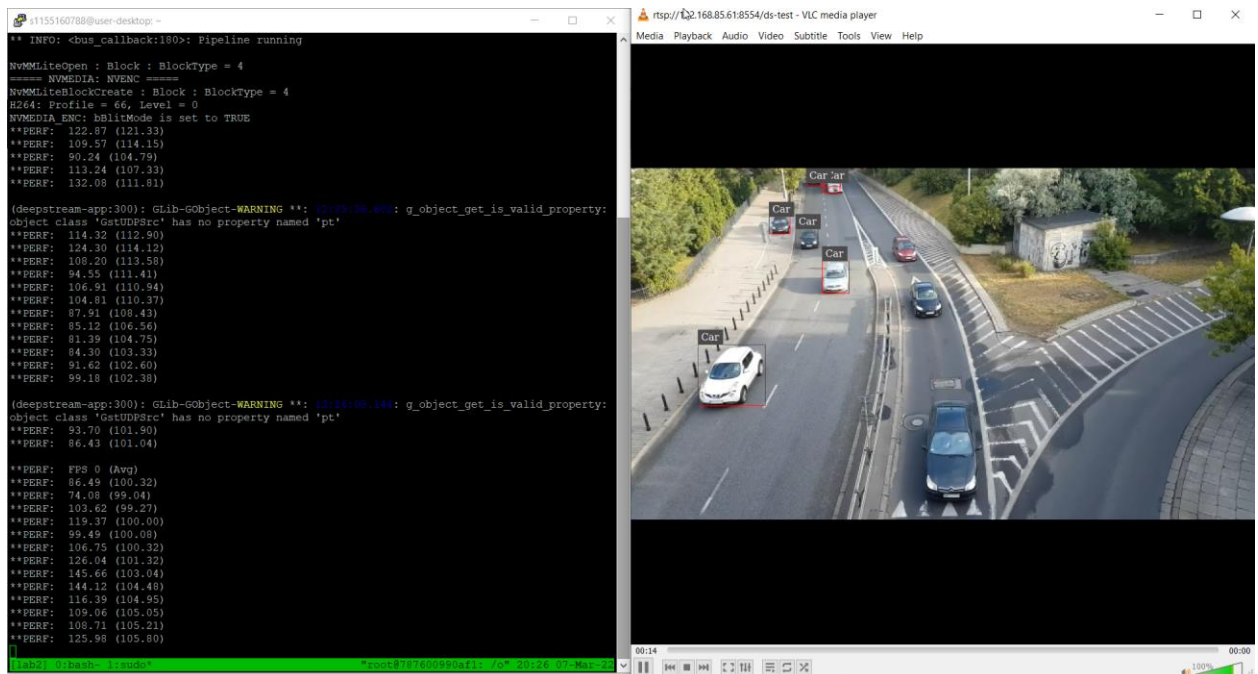 s1155160788@user-desktop: ~
** INFO: <bus_callback:180>: Pipeline running
NvMMLiteOpen : Block : BlockType = 4
===== NVMEDIA: NVENC =====
NvMMLiteBlockCreate : Block : BlockType = 4
H264: Profile = 66, Level = 0
NVMEDIA_ENC: bBlitMode is set to TRUE
**PERF:  122.87 (121.33)
**PERF:  109.57 (114.15)
**PERF:  90.24 (104.79)
**PERF:  113.24 (107.33)
**PERF:  132.08 (111.81)
(deepstream-app:300): GLib-GObject-WARNING **: : g_object_get_is_valid_property:
object class 'GstUDPSrc' has no property named 'pt'
**PERF:  114.32 (112.90)
**PERF:  124.30 (114.12)
**PERF:  108.20 (113.58)
**PERF:  94.55 (111.41)
**PERF:  106.91 (110.94)
**PERF:  104.81 (110.37)
**PERF:  87.91 (108.43)
**PERF:  85.12 (106.56)
**PERF:  81.39 (104.75)
**PERF:  84.30 (103.33)
**PERF:  91.62 (102.60)
**PERF:  99.18 (102.38)
(deepstream-app:300): GLib-GObject-WARNING **: : g_object_get_is_valid_property:
object class 'GstUDPSrc' has no property named 'pt'
**PERF:  93.70 (101.90)
**PERF:  86.43 (101.04)
**PERF:  FPS 0 (Avg)
**PERF:  86.49 (100.32)
**PERF:  74.08 (99.04)
**PERF:  103.62 (99.27)
**PERF:  119.37 (100.00)
**PERF:  99.49 (100.08)
**PERF:  106.75 (100.32)
**PERF:  126.04 (101.32)
**PERF:  145.66 (103.04)
**PERF:  144.12 (104.48)
**PERF:  116.39 (104.95)
**PERF:  109.06 (105.05)
**PERF:  108.71 (105.21)
**PERF:  125.98 (105.80)
[lab2] 0:bash- 1:sudo* "root@787600990af1: /o" 20:26 07-Mar-22
- VLC media player
Media Playback Audio Video Subtitle Tools View Help
Car Car
Car
Car
Car
Car
00:14 00:00
100%